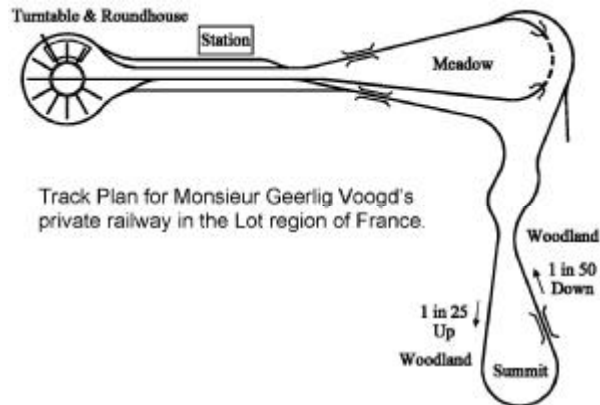 Turntable & Roundhouse
Station
Meadow
Track Plan for Monsieur Geerlig Voogd's
private railway in the Lot region of France.
Woodland
1 in 50
Down
1 in 25
Up
Woodland
Summit